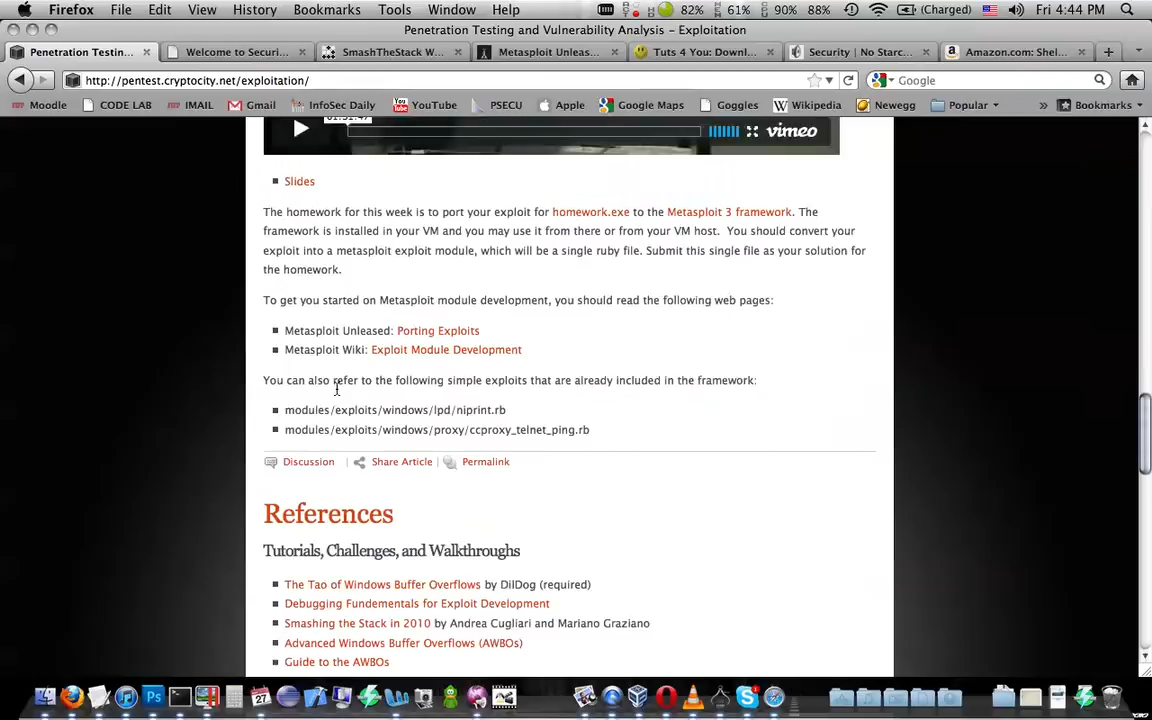 Firefox File Edit View History Bookmarks Tools Window Help 82% 61% 90% 88% (Charged) Fri 4:44 PM
Penetration Testing and Vulnerability Analysis – Exploitation
Penetration Testin... Welcome to Securi... SmashTheStack W... Metasploit Unleas... Tuts 4 You: Downl... Security | No Starc... Amazon.com: Shel...
http://pentest.cryptocity.net/exploitation/ Google
Moodle CODE LAB IMAIL Gmail InfoSec Daily YouTube PSECU Apple Google Maps Goggles Wikipedia Newegg Popular Bookmarks
vimeo
Slides
The homework for this week is to port your exploit for homework.exe to the Metasploit 3 framework. The
framework is installed in your VM and you may use it from there or from your VM host. You should convert your
exploit into a metasploit exploit module, which will be a single ruby file. Submit this single file as your solution for
the homework.
To get you started on Metasploit module development, you should read the following web pages:
Metasploit Unleased: Porting Exploits
Metasploit Wiki: Exploit Module Development
You can also refer to the following simple exploits that are already included in the framework:
modules/exploits/windows/lpd/niprint.rb
modules/exploits/windows/proxy/ccproxy_telnet_ping.rb
Discussion | Share Article | Permalink
References
Tutorials, Challenges, and Walkthroughs
The Tao of Windows Buffer Overflows by DilDog (required)
Debugging Fundementals for Exploit Development
Smashing the Stack in 2010 by Andrea Cugliari and Mariano Graziano
Advanced Windows Buffer Overflows (AWBOs)
Guide to the AWBOs